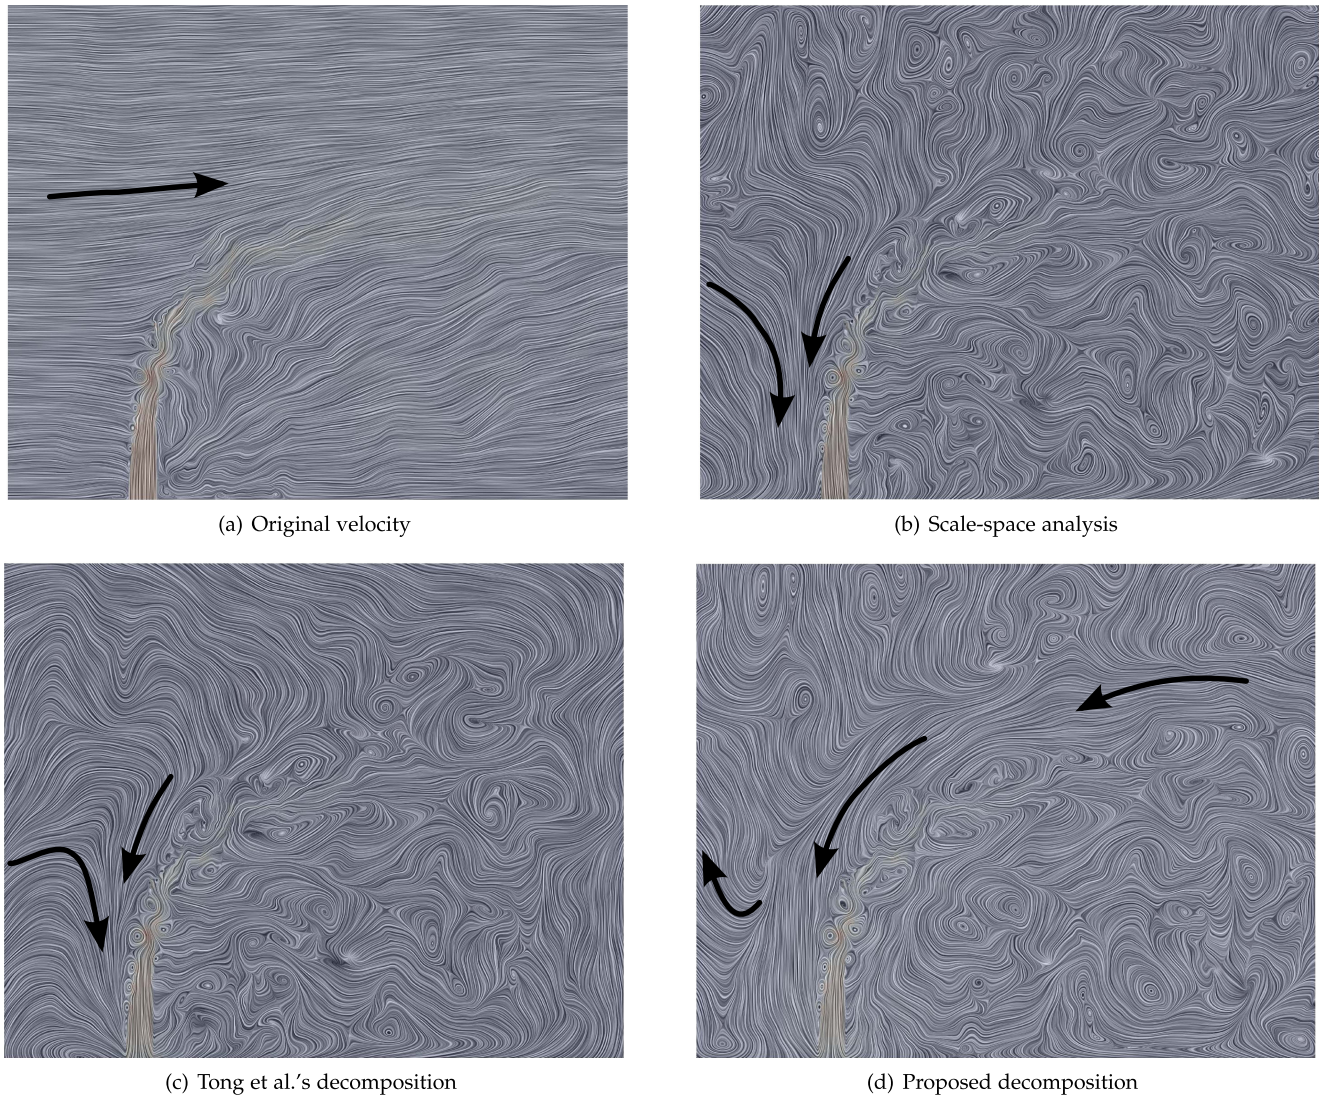 (a) Original velocity
(b) Scale-space analysis
(c) Tong et al.'s decomposition
(d) Proposed decomposition